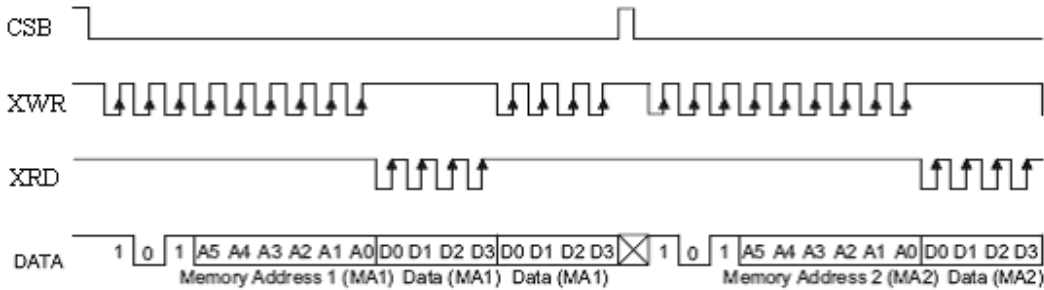 CSB
XWR
XRD
DATA 1 0 1 A5 A4 A3 A2 A1 A0 D0 D1 D2 D3 D0 D1 D2 D3 1 0 1 A5 A4 A3 A2 A1 A0 D0 D1 D2 D3
Memory Address 1 (MA1) Data (MA1) Data (MA1) Memory Address 2 (MA2) Data (MA2)